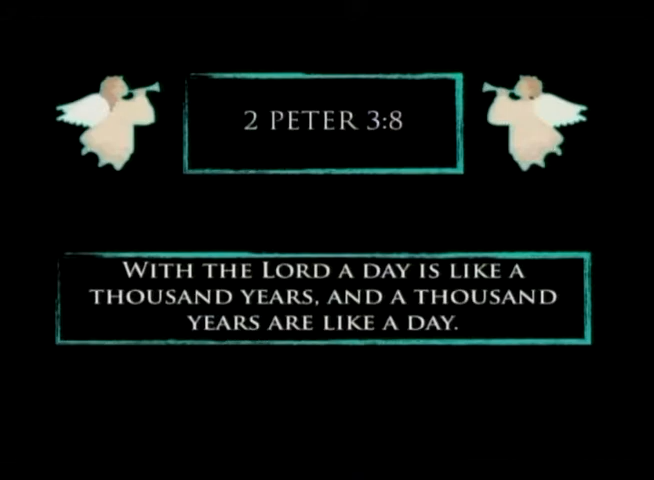 2 PETER 3:8
WITH THE LORD A DAY IS LIKE A
THOUSAND YEARS, AND A THOUSAND
YEARS ARE LIKE A DAY.